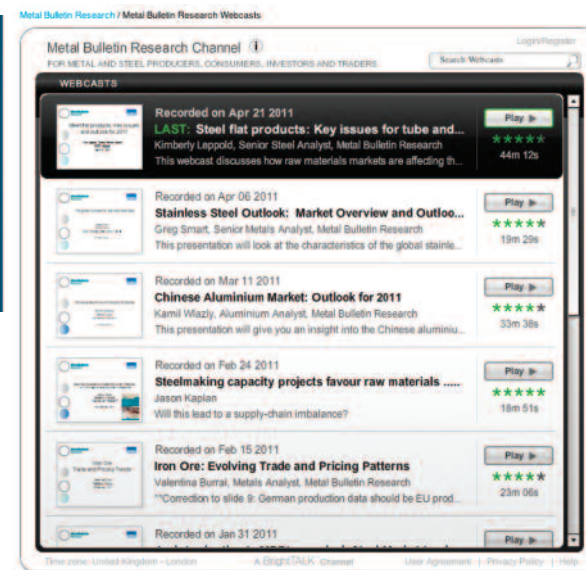 Metal Bulletin Research / Metal Bulletin Research Webcasts
Login/Register
Metal Bulletin Research Channel i
FOR METAL AND STEEL PRODUCERS, CONSUMERS, INVESTORS AND TRADERS
Search Webcasts
WEBCASTS
Recorded on Apr 21 2011
Play
LAST: Steel flat products: Key issues for tube and...
Kimberly Leppold, Senior Steel Analyst, Metal Bulletin Research
44m 12s
This webcast discusses how raw materials markets are affecting th...
Recorded on Apr 06 2011
Play
Stainless Steel Outlook: Market Overview and Outloo...
Greg Smart, Senior Metals Analyst, Metal Bulletin Research
19m 29s
This presentation will look at the characteristics of the global stainle...
Recorded on Mar 11 2011
Play
Chinese Aluminium Market: Outlook for 2011
Kamil Wlazly, Aluminium Analyst, Metal Bulletin Research
33m 38s
This presentation will give you an insight into the Chinese aluminiu...
Recorded on Feb 24 2011
Play
Steelmaking capacity projects favour raw materials .....
Jason Kaplan
18m 51s
Will this lead to a supply-chain imbalance?
Recorded on Feb 15 2011
Play
Iron Ore: Evolving Trade and Pricing Patterns
Valentina Burrai, Metals Analyst, Metal Bulletin Research
23m 06s
**Correction to slide 9: German production data should be EU prod...
Recorded on Jan 31 2011
Play
Time zone: United Kingdom - London
A BrightTALK Channel
User Agreement | Privacy Policy | Help